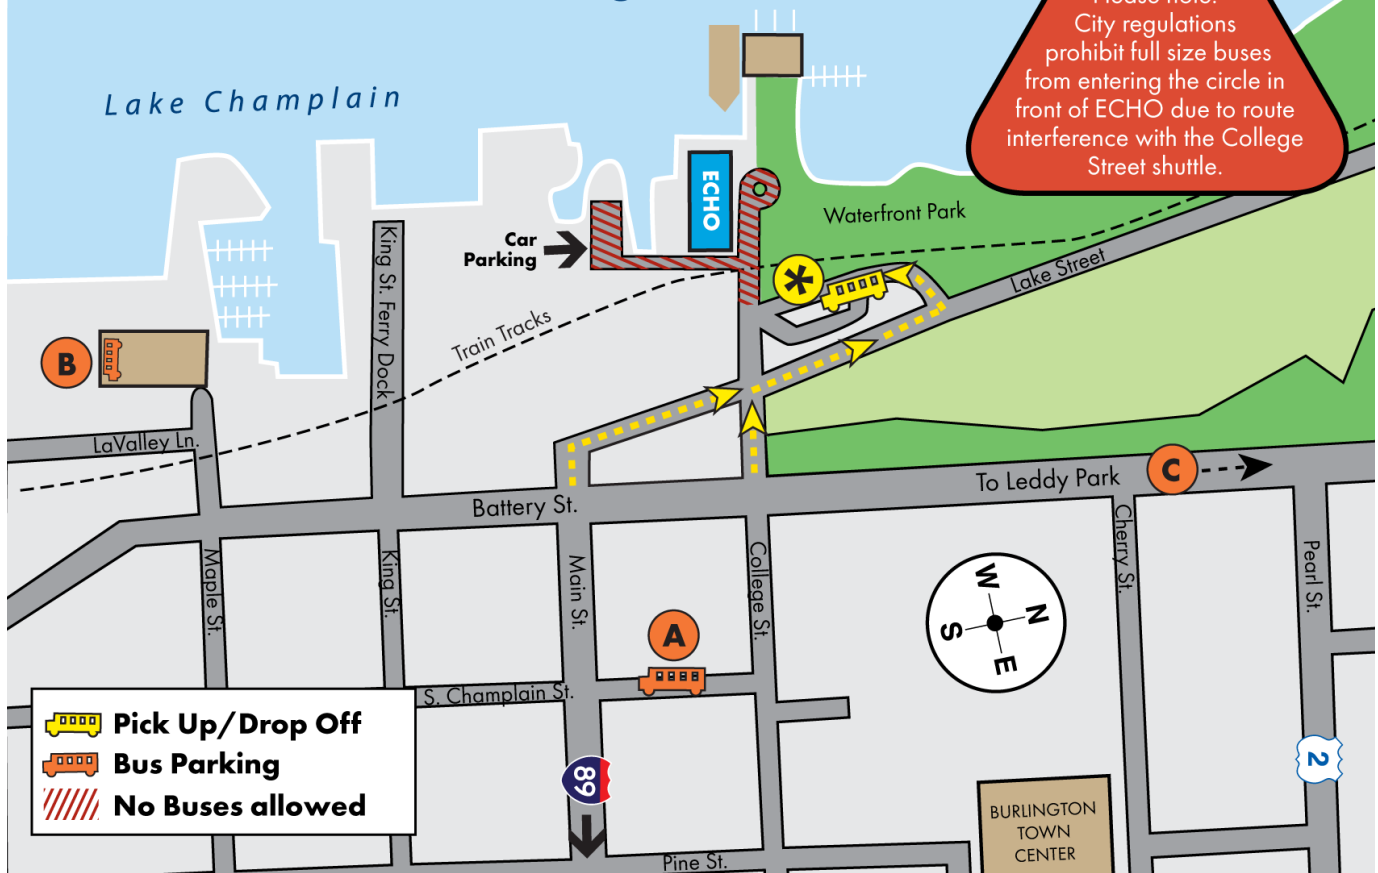 Please note:
City regulations
prohibit full size buses
from entering the circle in
front of ECHO due to route
interference with the College
Street shuttle.
Lake Champlain
ECHO
Waterfront Park
Car
Parking
*
Lake Street
King St. Ferry Dock
Train Tracks
B
LaValley Ln.
Battery St.
To Leddy Park
C
Maple St.
King St.
Main St.
College St.
Cherry St.
Pearl St.
A
W
N
S
E
S. Champlain St.
Pick Up/Drop Off
Bus Parking
No Buses allowed
89
2
BURLINGTON
TOWN
CENTER
Pine St.